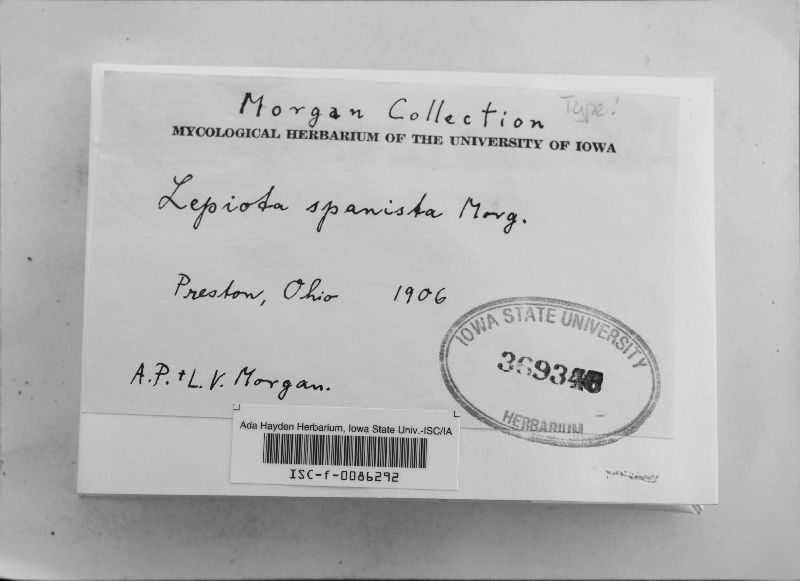 Morgan Collection Type?
MYCOLOGICAL HERBARIUM OF THE UNIVERSITY OF IOWA
Lepiota spanista Morg.
Preston, Ohio 1906
A.P. + L.V. Morgan.
IOWA STATE UNIVERSITY
HERBARIUM
Ada Hayden Herbarium, Iowa State Univ.-ISC/IA
ISC-f-0086292